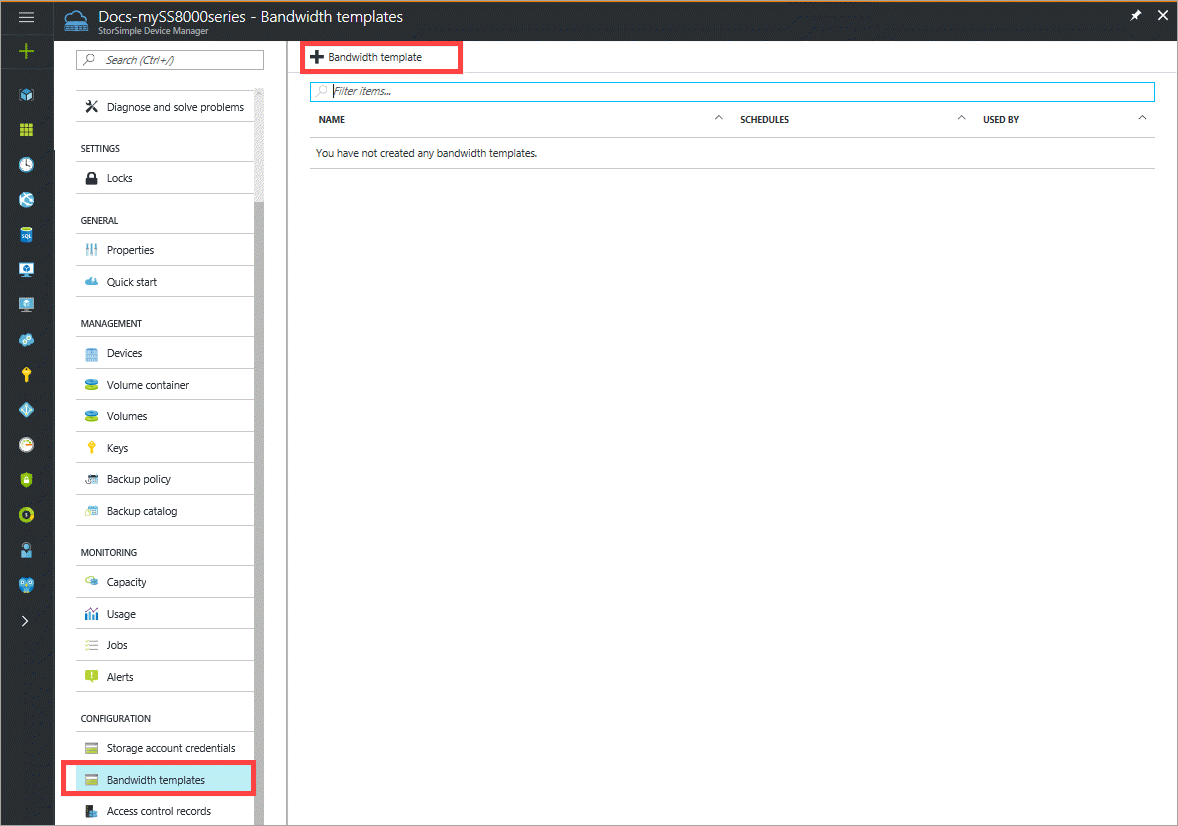 Docs-mySS8000series - Bandwidth templates
StorSimple Device Manager
Search (Ctrl+/)
Diagnose and solve problems
SETTINGS
Locks
GENERAL
Properties
Quick start
MANAGEMENT
Devices
Volume container
Volumes
Keys
Backup policy
Backup catalog
MONITORING
Capacity
Usage
Jobs
Alerts
CONFIGURATION
Storage account credentials
Bandwidth templates
Access control records
Bandwidth template
Filter items...
NAME SCHEDULES USED BY
You have not created any bandwidth templates.